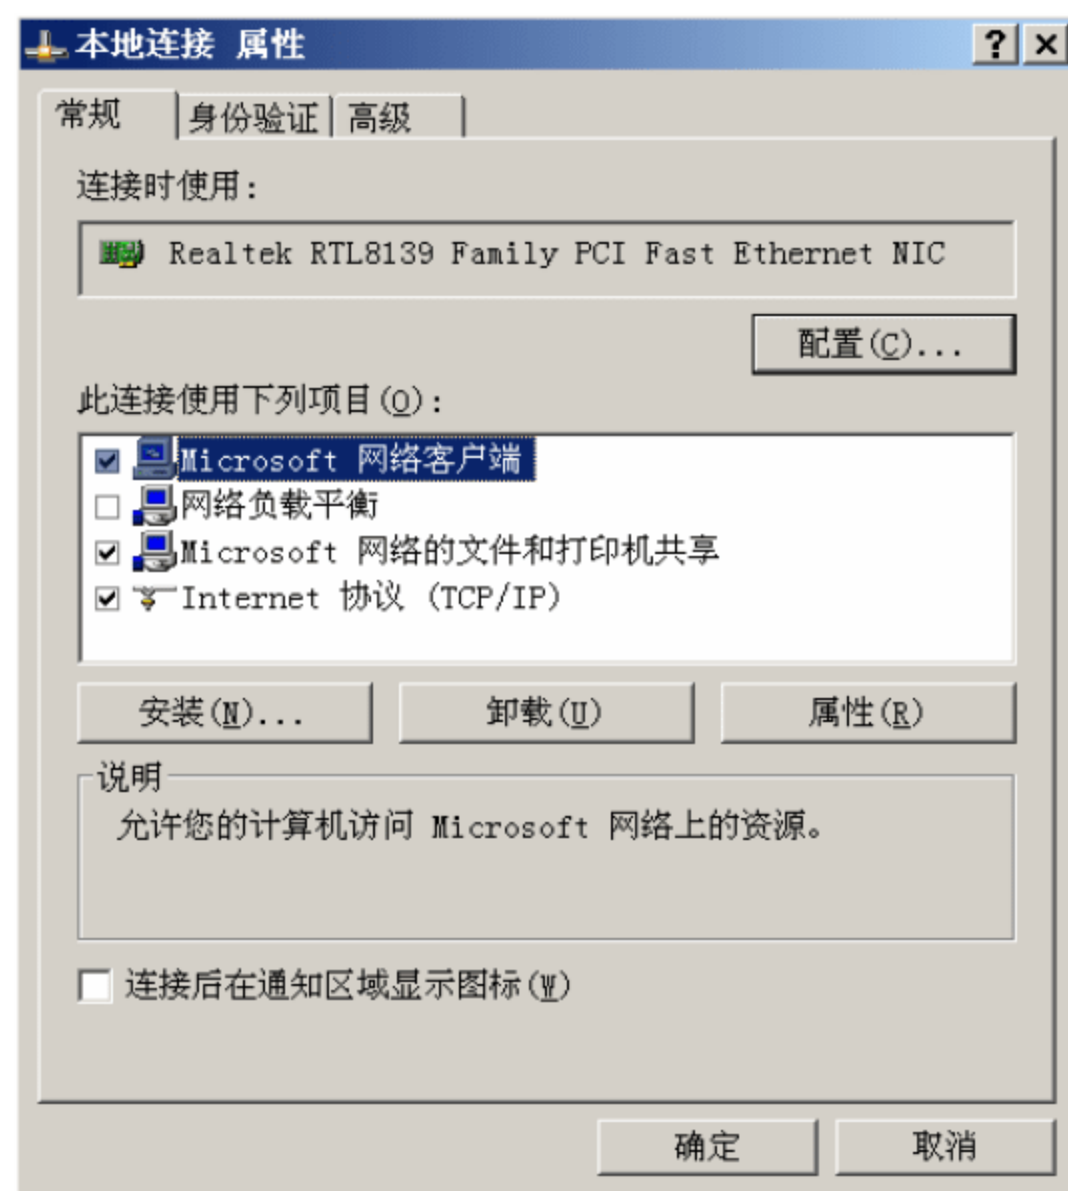 本地连接 属性
常规 身份验证 高级
连接时使用:
Realtek RTL8139 Family PCI Fast Ethernet NIC
配置(C)...
此连接使用下列项目(O):
Microsoft 网络客户端
网络负载平衡
Microsoft 网络的文件和打印机共享
Internet 协议 (TCP/IP)
安装(N)... 卸载(U) 属性(R)
说明
允许您的计算机访问 Microsoft 网络上的资源。
连接后在通知区域显示图标(W)
确定 取消